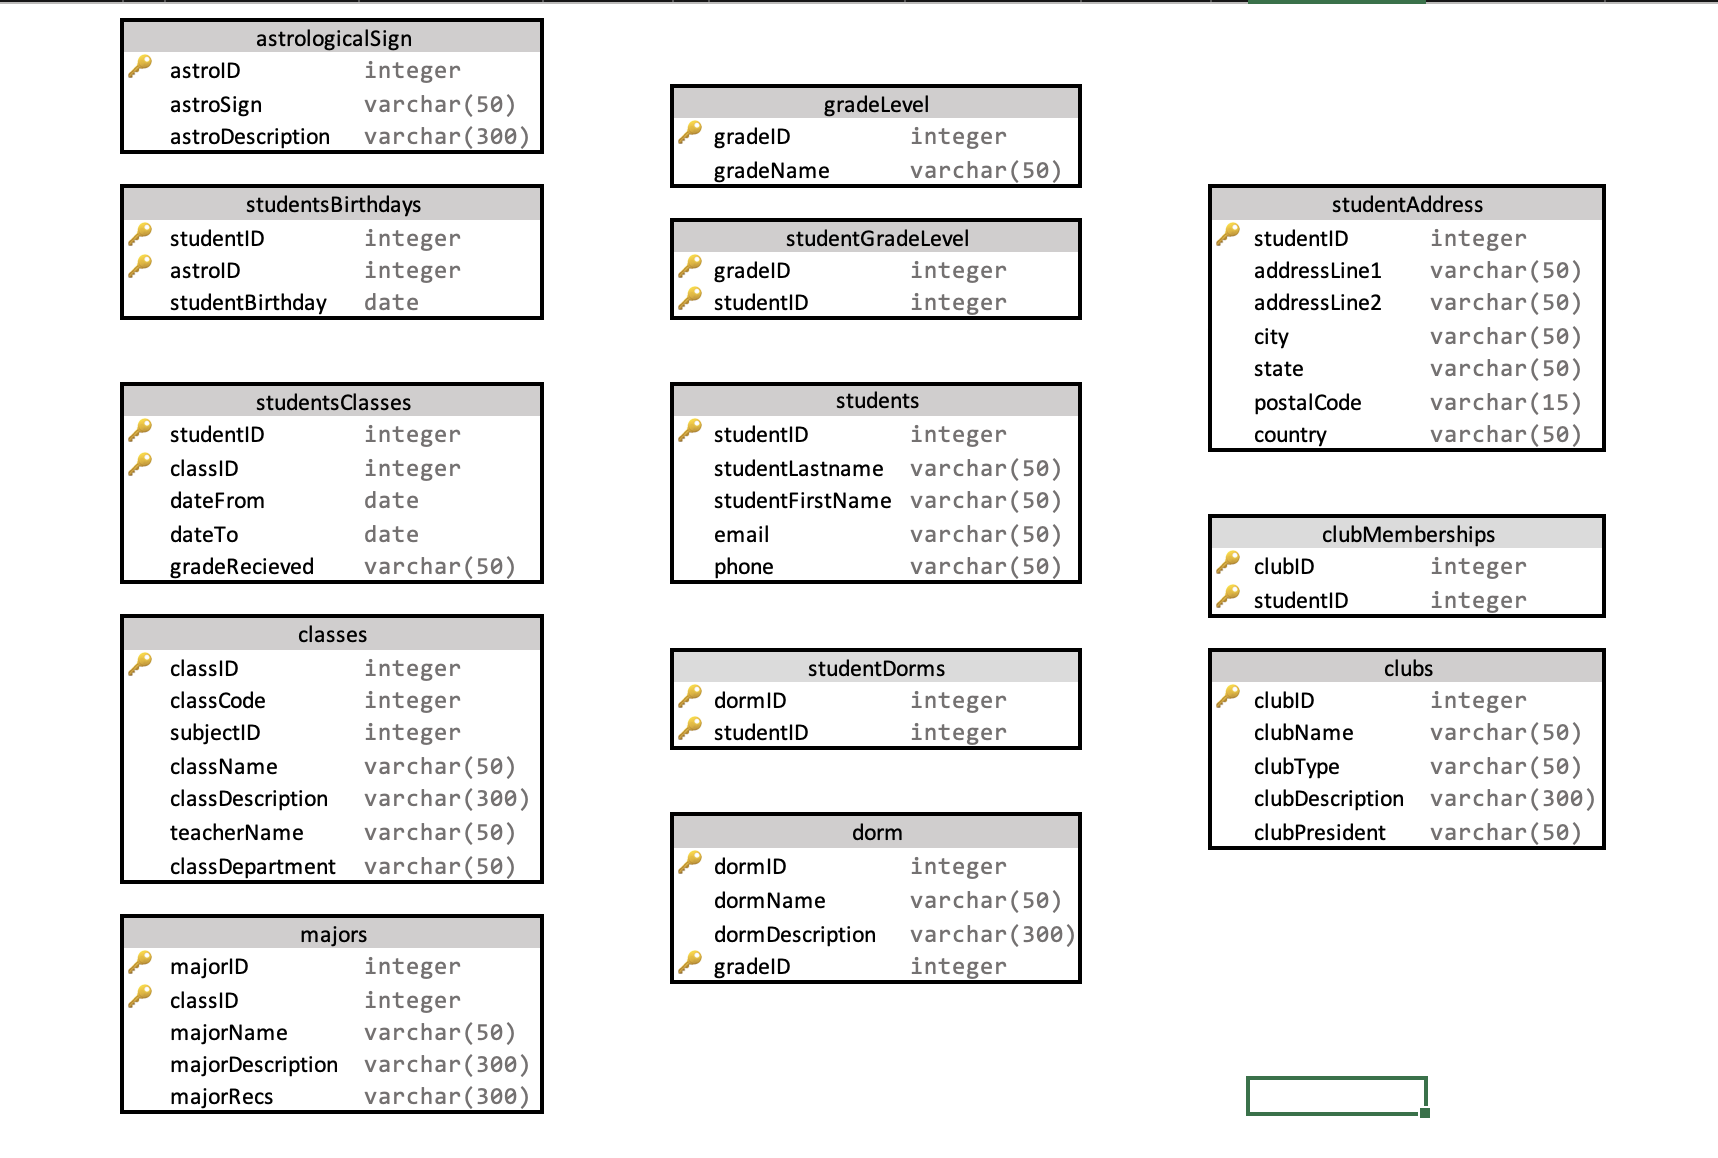 astrologicalSign
astroID integer
astroSign varchar(50)
astroDescription varchar(300)
studentsBirthdays
studentID integer
astroID integer
studentBirthday date
studentsClasses
studentID integer
classID integer
dateFrom date
dateTo date
gradeRecieved varchar(50)
classes
classID integer
classCode integer
subjectID integer
className varchar(50)
classDescription varchar(300)
teacherName varchar(50)
classDepartment varchar(50)
majors
majorID integer
classID integer
majorName varchar(50)
majorDescription varchar(300)
majorRecs varchar(300)
gradeLevel
gradeID integer
gradeName varchar(50)
studentGradeLevel
gradeID integer
studentID integer
students
studentID integer
studentLastname varchar(50)
studentFirstName varchar(50)
email varchar(50)
phone varchar(50)
studentDorms
dormID integer
studentID integer
dorm
dormID integer
dormName varchar(50)
dormDescription varchar(300)
gradeID integer
studentAddress
studentID integer
addressLine1 varchar(50)
addressLine2 varchar(50)
city varchar(50)
state varchar(50)
postalCode varchar(15)
country varchar(50)
clubMemberships
clubID integer
studentID integer
clubs
clubID integer
clubName varchar(50)
clubType varchar(50)
clubDescription varchar(300)
clubPresident varchar(50)